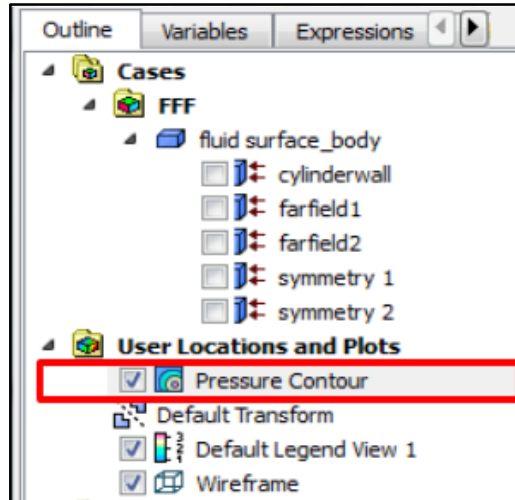 Outline Variables Expressions
Cases
FFF
fluid surface_body
cylinderwall
farfield1
farfield2
symmetry 1
symmetry 2
User Locations and Plots
Pressure Contour
Default Transform
Default Legend View 1
Wireframe